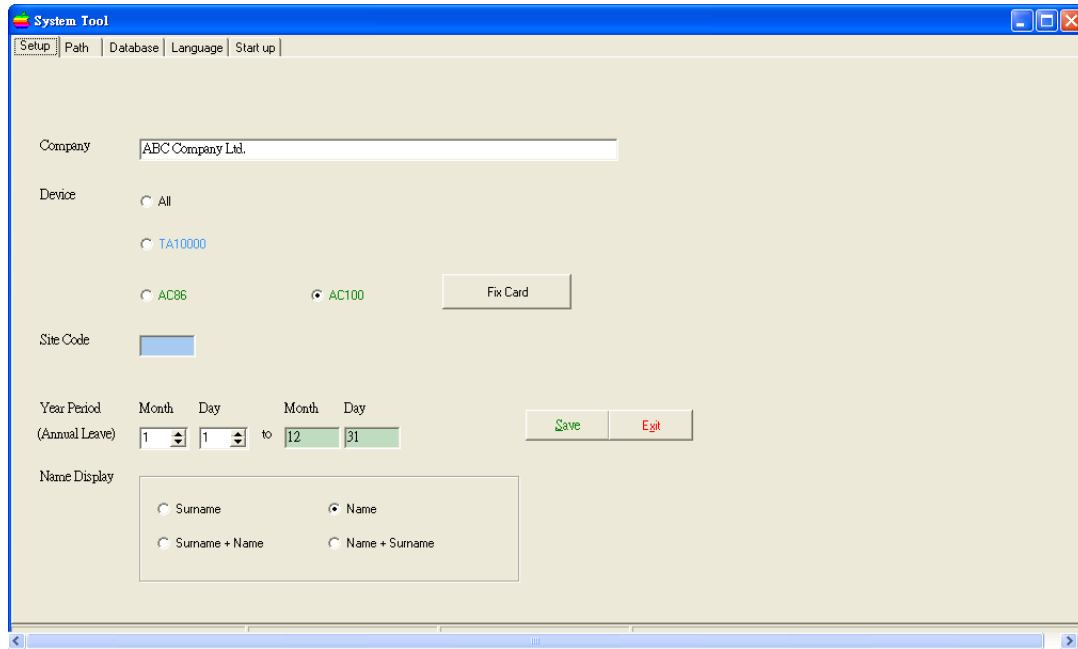 System Tool
Setup Path Database Language Start up
Company ABC Company Ltd.
Device All
TA10000
AC86 AC100 Fix Card
Site Code
Year Period Month Day Month Day
(Annual Leave) 1 1 to 12 31 Save Exit
Name Display
Surname Name
Surname + Name Name + Surname